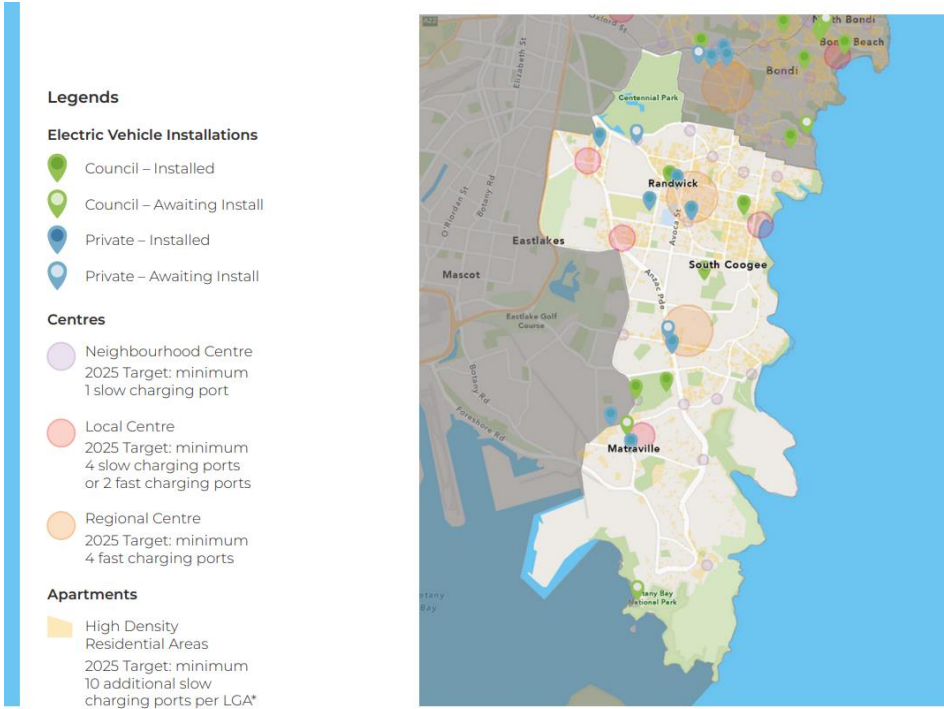 Legends
Electric Vehicle Installations
Council – Installed
Council – Awaiting Install
Private – Installed
Private – Awaiting Install
Centres
Neighbourhood Centre
2025 Target: minimum
1 slow charging port
Local Centre
2025 Target: minimum
4 slow charging ports
or 2 fast charging ports
Regional Centre
2025 Target: minimum
4 fast charging ports
Apartments
High Density
Residential Areas
2025 Target: minimum
10 additional slow
charging ports per LGA*
Oxford St
Bondi
Beach
Bondi
Elizabeth St
Centennial Park
O'Riordan St
Botany Rd
Randwick
Avoca St
Eastlakes
South Coogee
Mascot
Anzac Pde
Eastlake Golf
Course
Botany Rd
Foreshore Rd
Matraville
Bay
National Park